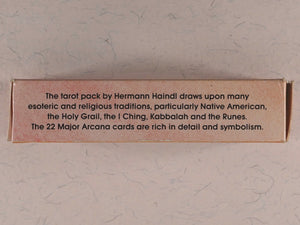 The tarot pack by Hermann Haindl draws upon many
esoteric and religious traditions, particularly Native American,
the Holy Grail, the I Ching, Kabbalah and the Runes.
The 22 Major Arcana cards are rich in detail and symbolism.